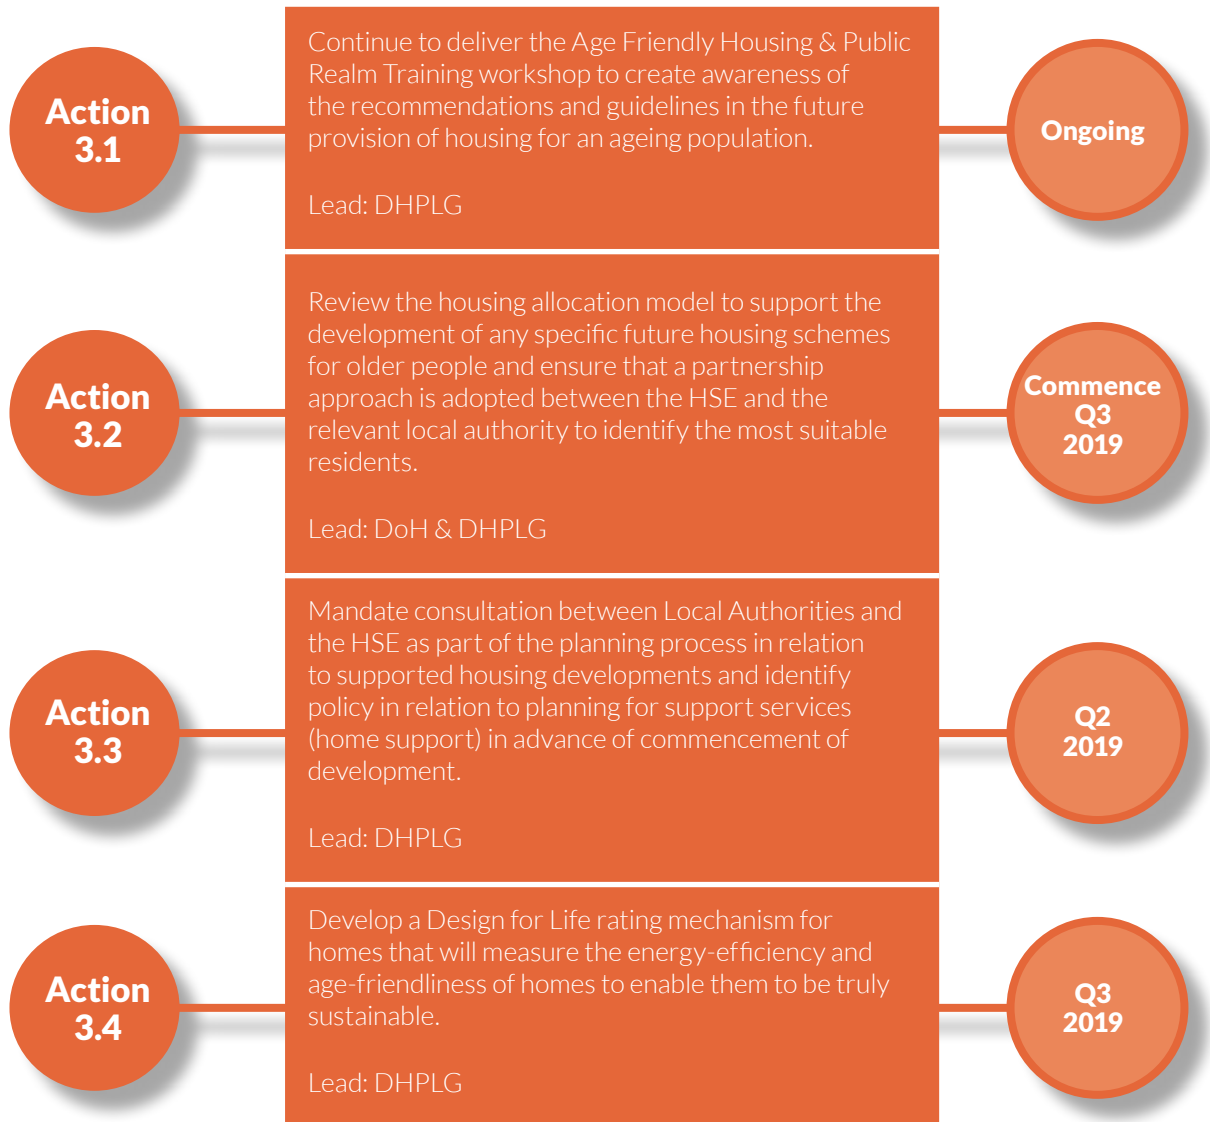 Action
3.1
Continue to deliver the Age Friendly Housing & Public
Realm Training workshop to create awareness of
the recommendations and guidelines in the future
provision of housing for an ageing population.
Lead: DHPLG
Ongoing
Action
3.2
Review the housing allocation model to support the
development of any specific future housing schemes
for older people and ensure that a partnership
approach is adopted between the HSE and the
relevant local authority to identify the most suitable
residents.
Lead: DoH & DHPLG
Commence
Q3
2019
Action
3.3
Mandate consultation between Local Authorities and
the HSE as part of the planning process in relation
to supported housing developments and identify
policy in relation to planning for support services
(home support) in advance of commencement of
development.
Lead: DHPLG
Q2
2019
Action
3.4
Develop a Design for Life rating mechanism for
homes that will measure the energy-efficiency and
age-friendliness of homes to enable them to be truly
sustainable.
Lead: DHPLG
Q3
2019